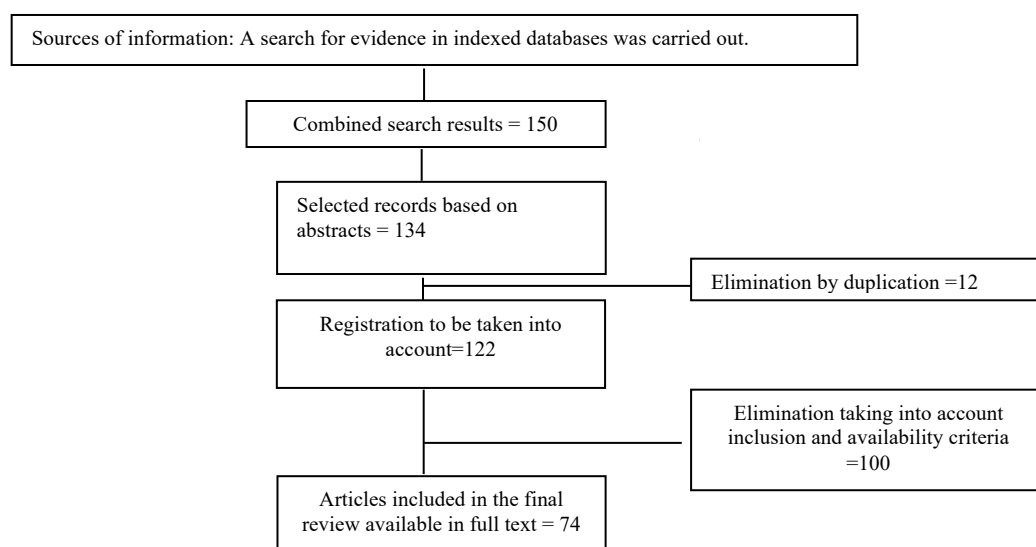 Sources of information: A search for evidence in indexed databases was carried out.
Combined search results = 150
Selected records based on
abstracts = 134
Elimination by duplication =12
Registration to be taken into
account=122
Elimination taking into account
inclusion and availability criteria
=100
Articles included in the final
review available in full text = 74